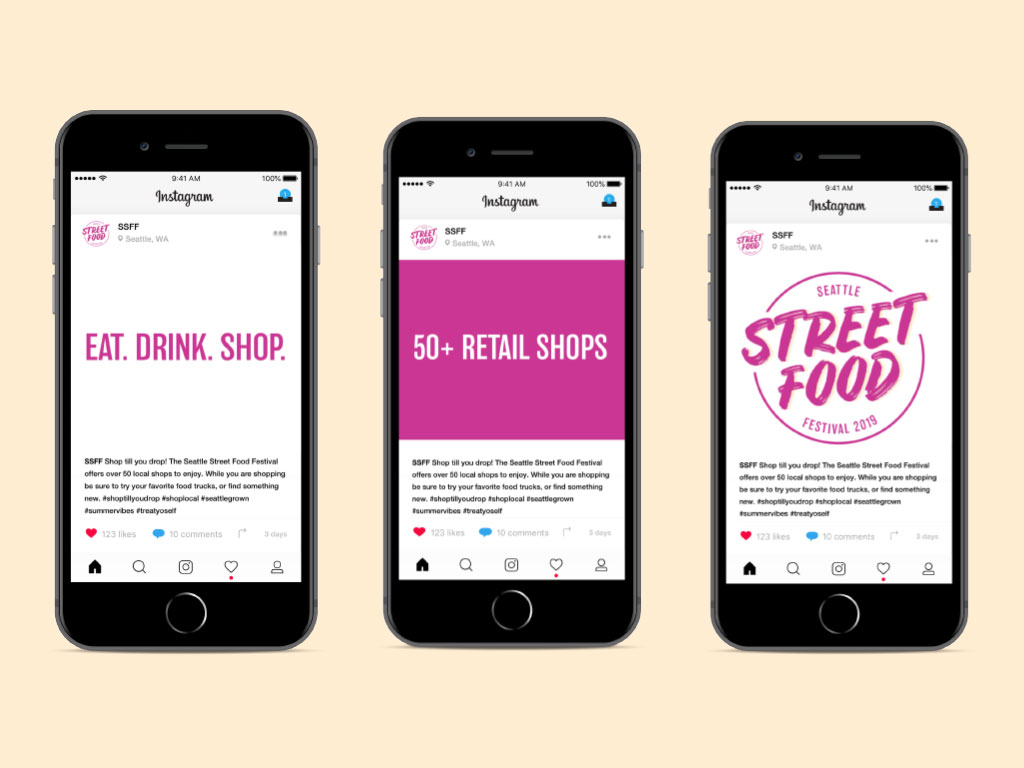 9:41 AM 100%
Instagram
1
STREET
FOOD
SSFF
Seattle, WA
EAT. DRINK. SHOP.
SSFF Shop till you drop! The Seattle Street Food Festival
offers over 50 local shops to enjoy. While you are shopping
be sure to try your favorite food trucks, or find something
new. #shoptillyoudrop #shoplocal #seattlegrown
#summervibes #treatyoself
123 likes 10 comments 3 days
9:41 AM 100%
Instagram
STREET
FOOD
SSFF
Seattle, WA
50+ RETAIL SHOPS
SSFF Shop till you drop! The Seattle Street Food Festival
offers over 50 local shops to enjoy. While you are shopping
be sure to try your favorite food trucks, or find something
new. #shoptillyoudrop #shoplocal #seattlegrown
#summervibes #treatyoself
123 likes 10 comments 3 days
9:41 AM 100%
Instagram
STREET
FOOD
SSFF
Seattle, WA
SEATTLE
STREET
FOOD
FESTIVAL 2019
SSFF Shop till you drop! The Seattle Street Food Festival
offers over 50 local shops to enjoy. While you are shopping
be sure to try your favorite food trucks, or find something
new. #shoptillyoudrop #shoplocal #seattlegrown
#summervibes #treatyoself
123 likes 10 comments 3 days